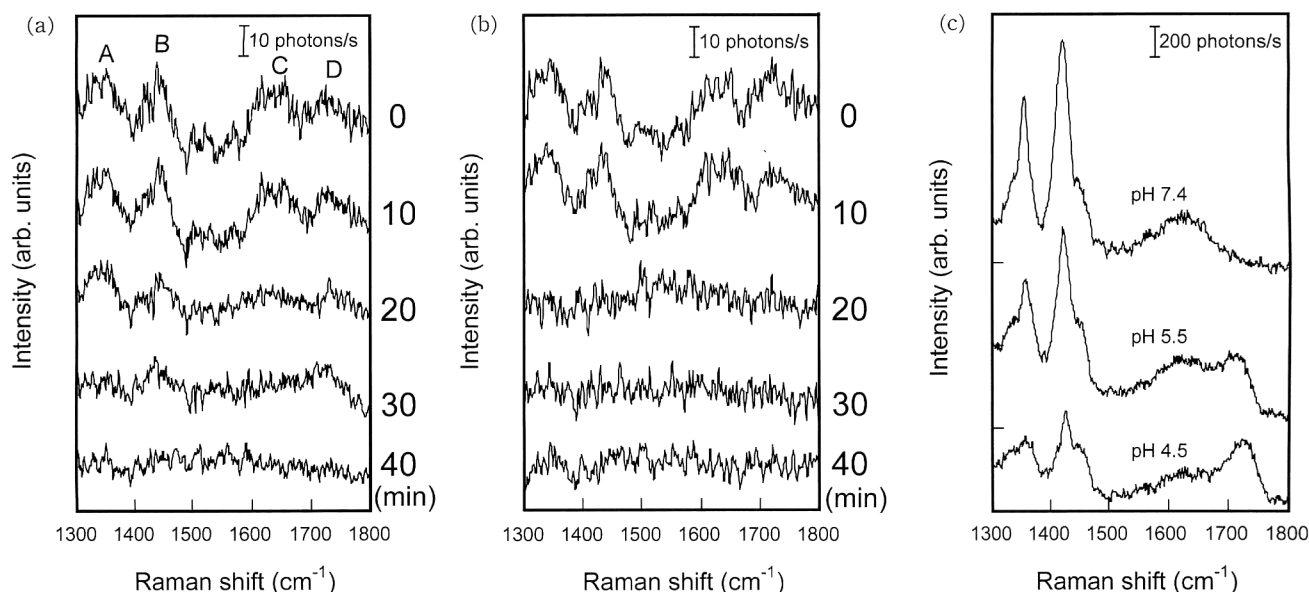 (a)
10 photons/s
A
B
C
D
0
10
20
30
40
(min)
Intensity (arb. units)
1300 1400 1500 1600 1700 1800
Raman shift (cm⁻¹)
(b)
10 photons/s
0
10
20
30
40
(min)
Intensity (arb. units)
1300 1400 1500 1600 1700 1800
Raman shift (cm⁻¹)
(c)
200 photons/s
pH 7.4
pH 5.5
pH 4.5
Intensity (arb. units)
1300 1400 1500 1600 1700 1800
Raman shift (cm⁻¹)